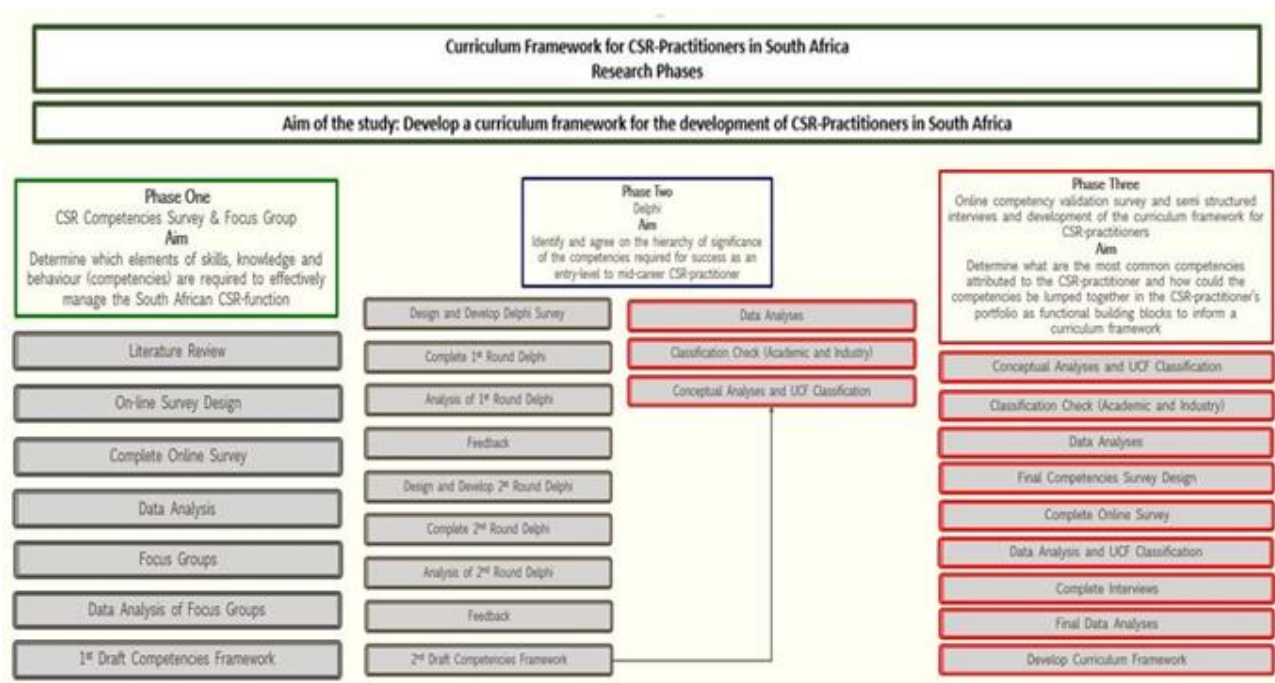 Curriculum Framework for CSR-Practitioners in South Africa
Research Phases
Aim of the study: Develop a curriculum framework for the development of CSR-Practitioners in South Africa
Phase One
CSR Competencies Survey & Focus Group
Aim
Determine which elements of skills, knowledge and
behaviour (competencies) are required to effectively
manage the South African CSR-function
Literature Review
On-line Survey Design
Complete Online Survey
Data Analysis
Focus Groups
Data Analysis of Focus Groups
1st Draft Competencies Framework
Phase Two
Delphi
Aim
Identify and agree on the hierarchy of significance
of the competencies required for success as an
entry-level to mid-career CSR-practitioner
Design and Develop Delphi Survey
Complete 1st Round Delphi
Analysis of 1st Round Delphi
Feedback
Design and Develop 2nd Round Delphi
Complete 2nd Round Delphi
Analysis of 2nd Round Delphi
Feedback
2nd Draft Competencies Framework
Data Analyses
Classification Check (Academic and Industry)
Conceptual Analyses and UCF Classification
Phase Three
Online competency validation survey and semi structured
interviews and development of the curriculum framework for
CSR-practitioners
Aim
Determine what are the most common competencies
attributed to the CSR-practitioner and how could the
competencies be lumped together in the CSR-practitioner's
portfolio as functional building blocks to inform a
curriculum framework
Conceptual Analyses and UCF Classification
Classification Check (Academic and Industry)
Data Analyses
Final Competencies Survey Design
Complete Online Survey
Data Analysis and UCF Classification
Complete Interviews
Final Data Analyses
Develop Curriculum Framework